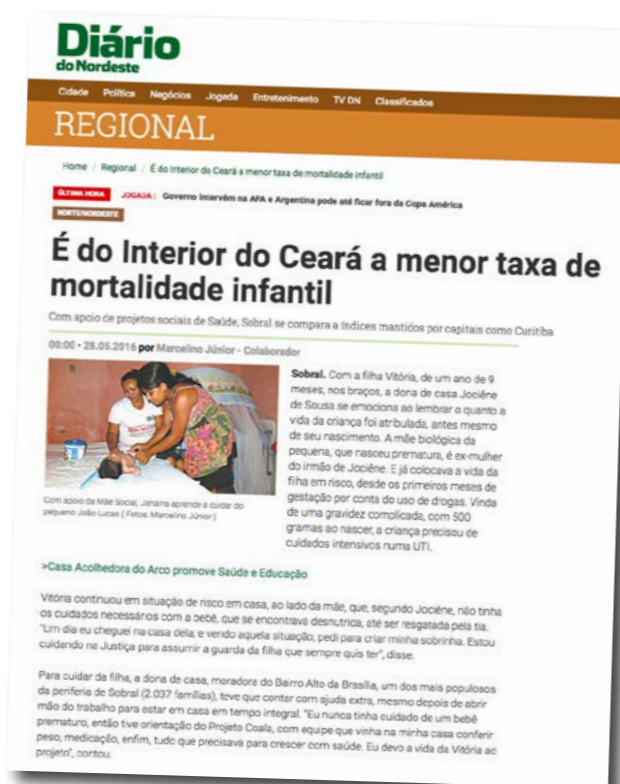 Diário
do Nordeste
Cidade Política Negócios Jogada Entretenimento TV DN Classificados
REGIONAL
Home / Regional / É do Interior do Ceará a menor taxa de mortalidade infantil
ÚLTIMA HORA JOGADA: Governo intervém na AFA e Argentina pode até ficar fora da Copa América
NORTE/NORDESTE
É do Interior do Ceará a menor taxa de
mortalidade infantil
Com apoio de projetos sociais de Saúde, Sobral se compara a índices mantidos por capitais como Curitiba
00:00 · 28.05.2016 por Marcelino Júnior - Colaborador
Com apoio da Mãe Social, Janaina aprende a cuidar do
pequeno João Lucas ( Fotos: Marcelino Júnior )
Sobral. Com a filha Vitória, de um ano de 9
meses, nos braços, a dona de casa Jociêne
de Sousa se emociona ao lembrar o quanto a
vida da criança foi atribulada, antes mesmo
de seu nascimento. A mãe biológica da
pequena, que nasceu prematura, é ex-mulher
do irmão de Jociêne. E já colocava a vida da
filha em risco, desde os primeiros meses de
gestação por conta do uso de drogas. Vinda
de uma gravidez complicada, com 500
gramas ao nascer, a criança precisou de
cuidados intensivos numa UTI.
>Casa Acolhedora do Arco promove Saúde e Educação
Vitória continuou em situação de risco em casa, ao lado da mãe, que, segundo Jociêne, não tinha
os cuidados necessários com a bebê, que se encontrava desnutrica, até ser resgatada pela tia.
"Um dia eu cheguei na casa dela, e vendo aquela situação, pedi para criar minha sobrinha. Estou
cuidando na Justiça para assumir a guarda da filha que sempre quis ter", disse.
Para cuidar da filha, a dona de casa, moradora do Bairro Alto da Brasília, um dos mais populosos
da periferia de Sobral (2.037 famílias), teve que contar com ajuda extra, mesmo depois de abrir
mão do trabalho para estar em casa em tempo integral. "Eu nunca tinha cuidado de um bebê
prematuro, então tive orientação do Projeto Coala, com equipe que vinha na minha casa conferir
peso, medicação, enfim, tudo que precisava para crescer com saúde. Eu devo a vida da Vitória ao
projeto", contou.